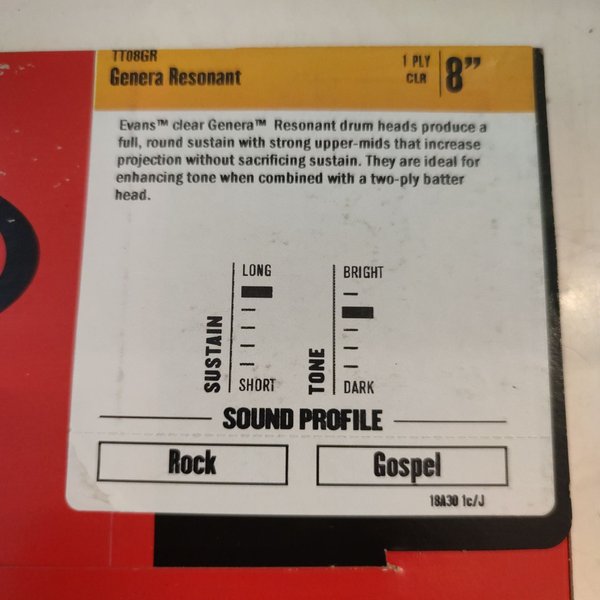 TT08GR
Genera Resonant
1 PLY
CLR
8"
Evans™ clear Genera™ Resonant drum heads produce a
full, round sustain with strong upper-mids that increase
projection without sacrificing sustain. They are ideal for
enhancing tone when combined with a two-ply batter
head.
SUSTAIN
LONG
SHORT
TONE
BRIGHT
DARK
SOUND PROFILE
Rock
Gospel
18A30 1c/J